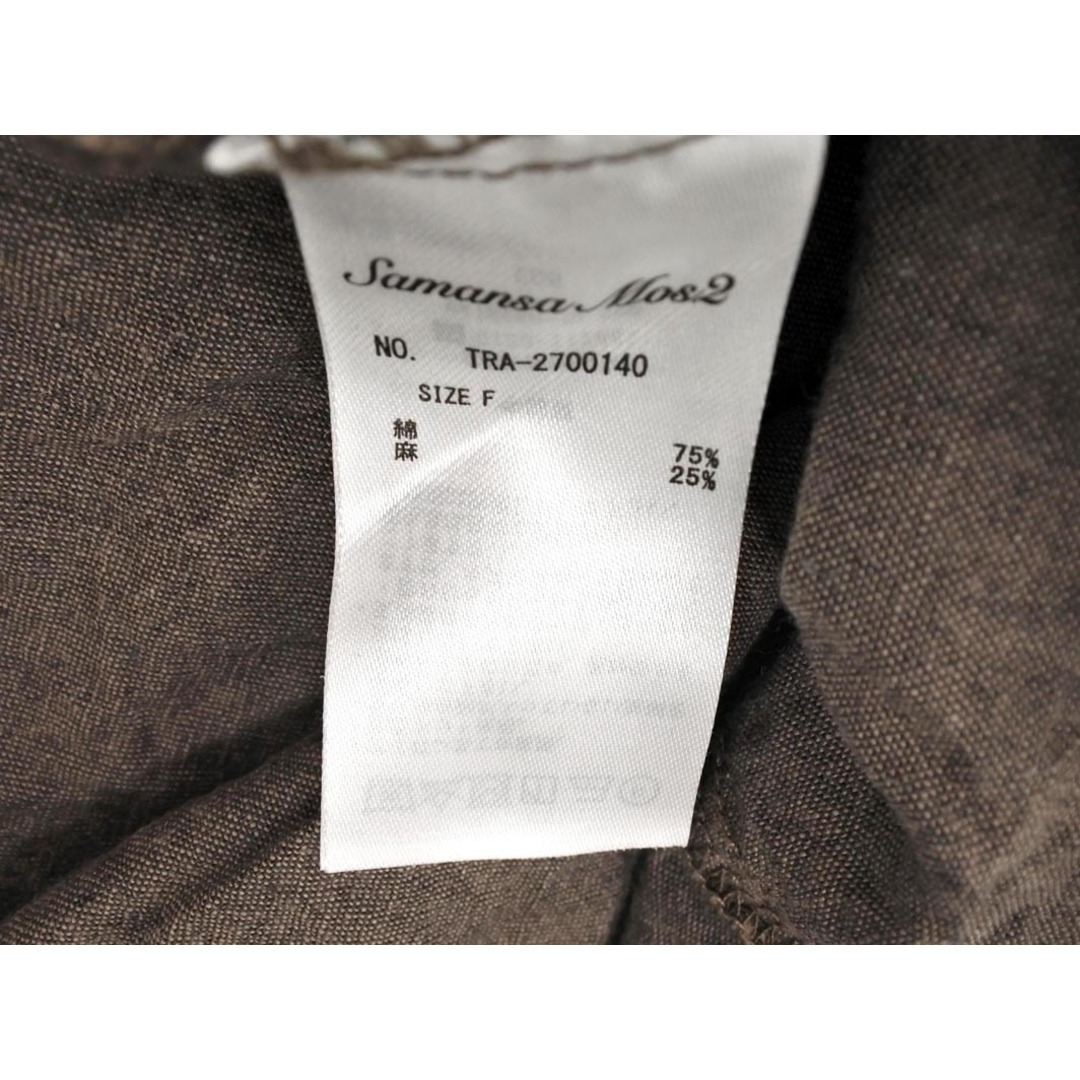 Samansa Mos2
NO. TRA-2700140
SIZE F
綿 75%
麻 25%